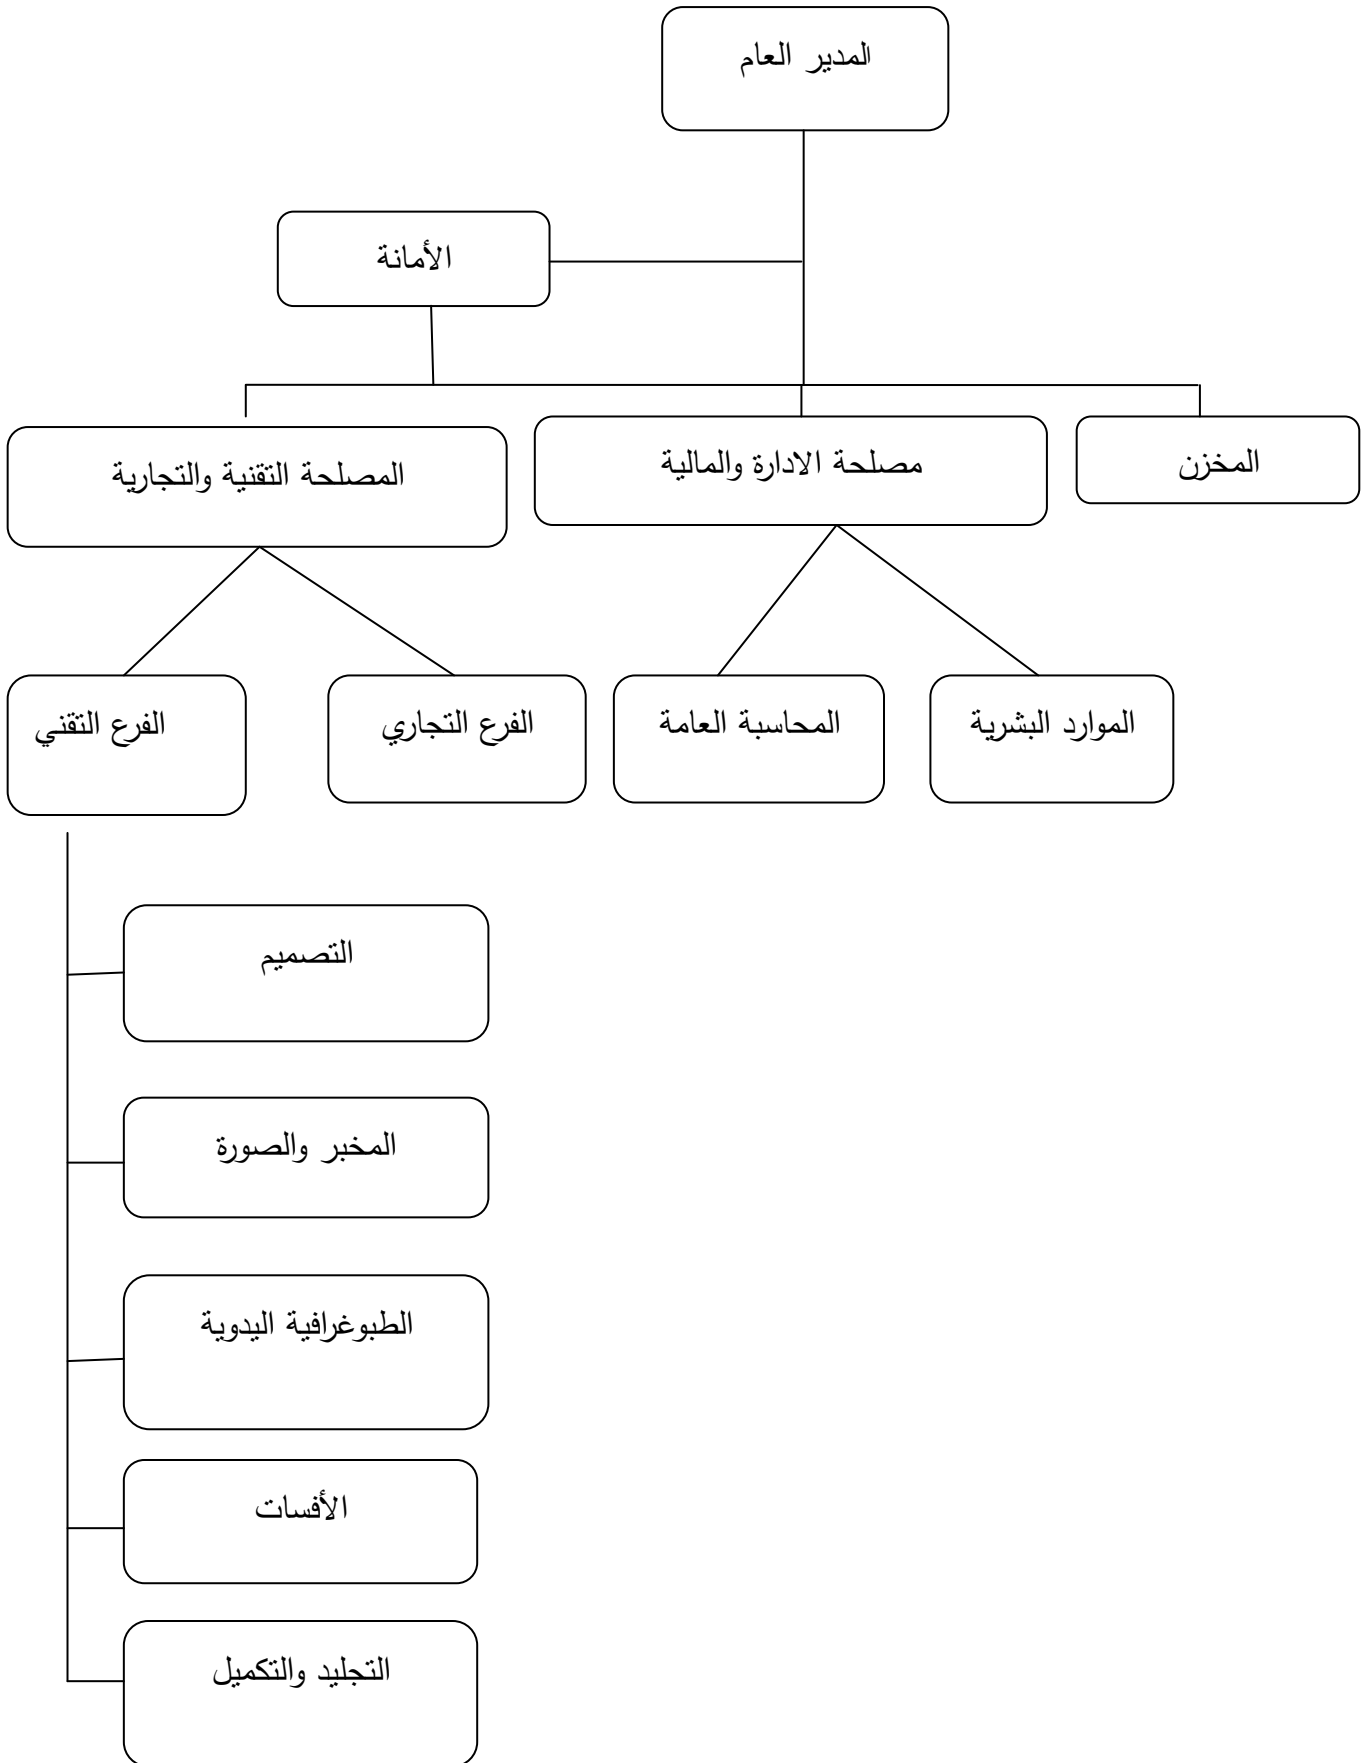 المدير العام
الأمانة
المخزن
مصلحة الادارة والمالية
المصلحة التقنية والتجارية
الموارد البشرية
المحاسبة العامة
الفرع التجاري
الفرع التقني
التصميم
المخبر والصورة
الطبوغرافية اليدوية
الأفسات
التجليد والتكميل